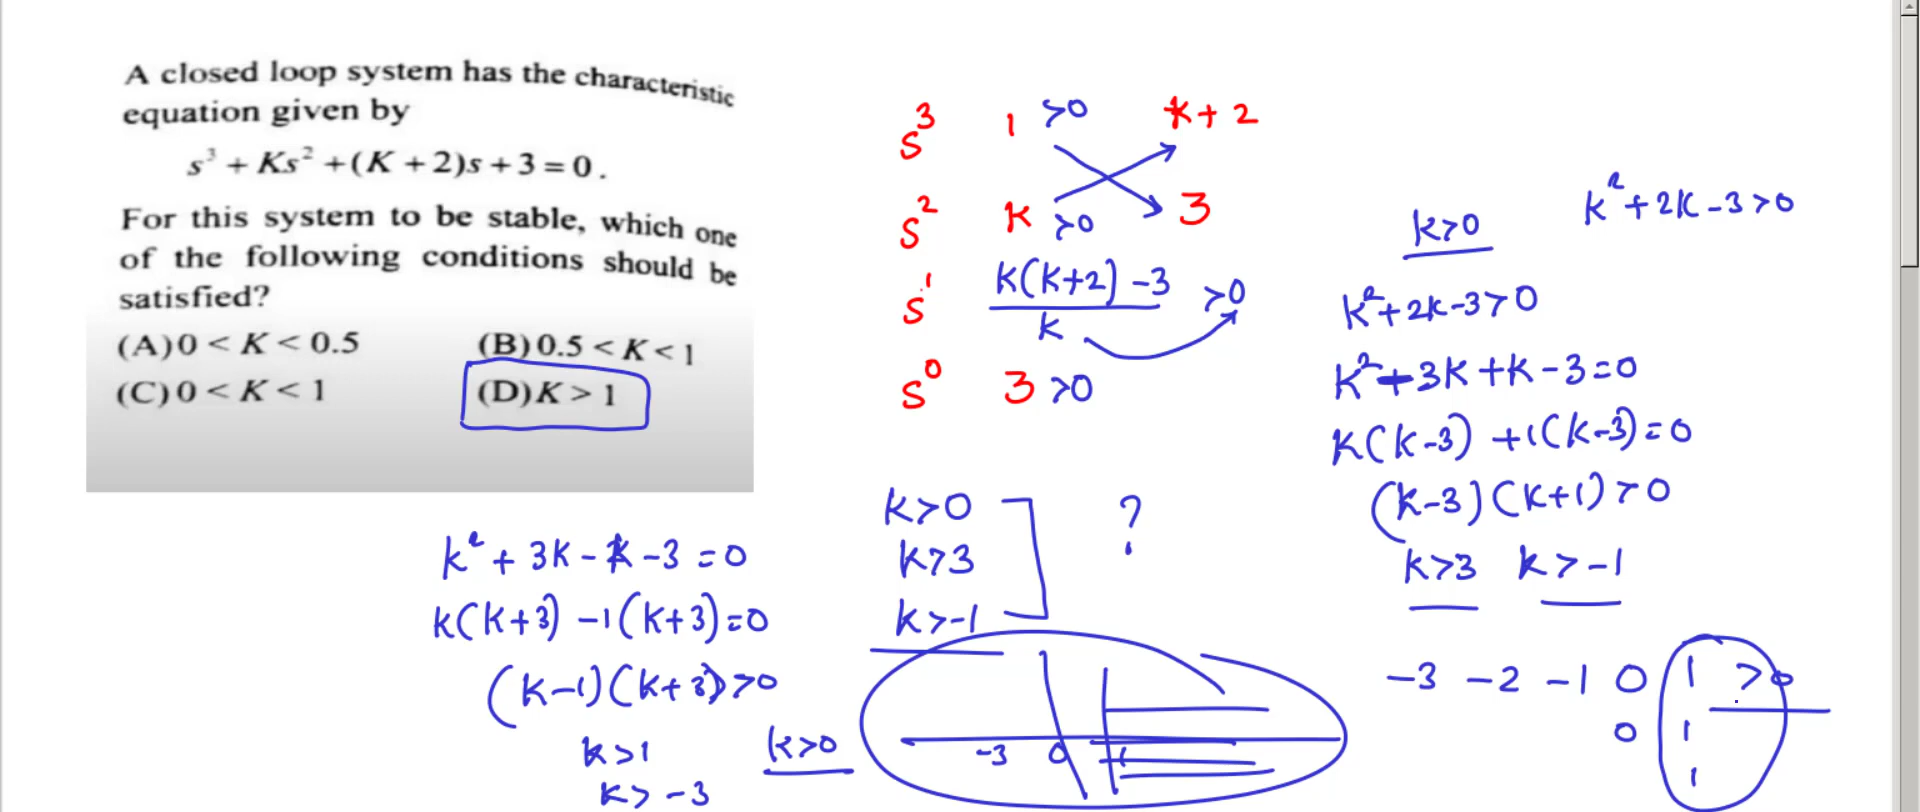 A closed loop system has the characteristic
equation given by
s³ + Ks² + (K + 2)s + 3 = 0.
For this system to be stable, which one
of the following conditions should be
satisfied?
(A) 0 < K < 0.5 (B) 0.5 < K < 1
(C) 0 < K < 1 (D) K > 1
s³ 1 >0 k+2
s² k >0 3
s¹ k(k+2) -3 >0
k
s⁰ 3 >0
k>0
k>3
k>-1
?
k>0
k²+2k-3>0
k²+2k-3>0
k²+3k+k-3=0
k(k-3) +1(k-3)=0
(k-3)(k+1)>0
k>3 k>-1
-3 -2 -1 0 1 >0
0 1
1
k²+3k-k-3=0
k(k+3) -1(k+3)=0
(k-1)(k+3)>0
k>1
k>-3
k>0
-3 0 1